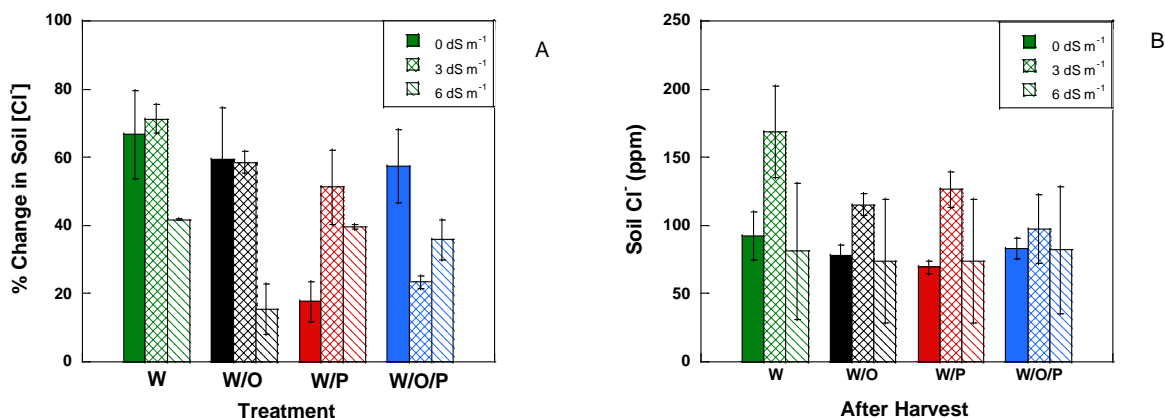 100
80
60
40
20
0
% Change in Soil [Cl⁻]
0 dS m⁻¹
3 dS m⁻¹
6 dS m⁻¹
A
W W/O W/P W/O/P
Treatment
250
200
150
100
50
0
Soil Cl⁻ (ppm)
0 dS m⁻¹
3 dS m⁻¹
6 dS m⁻¹
B
W W/O W/P W/O/P
After Harvest